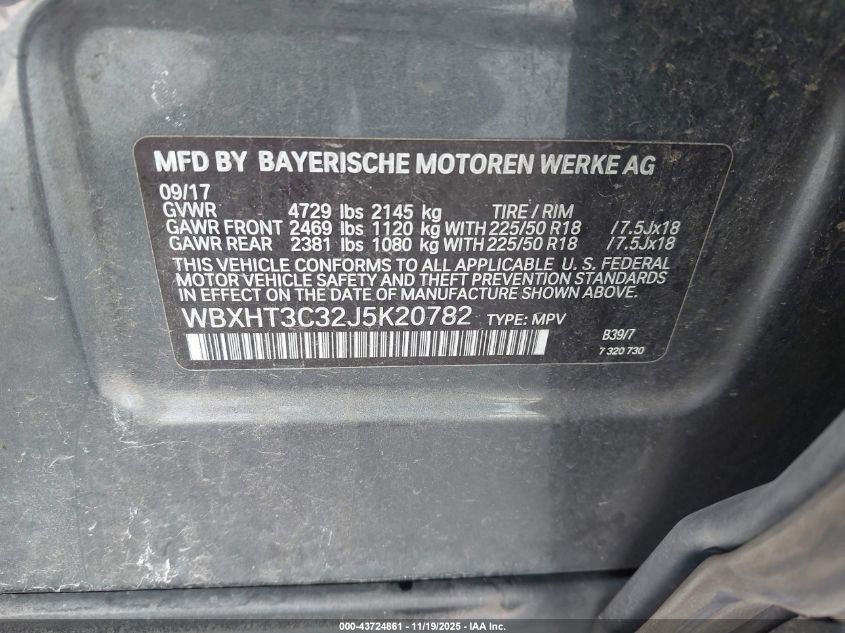 MFD BY BAYERISCHE MOTOREN WERKE AG
09/17
GVWR 4729 lbs 2145 kg TIRE / RIM
GAWR FRONT 2469 lbs 1120 kg WITH 225/50 R18 / 7.5Jx18
GAWR REAR 2381 lbs 1080 kg WITH 225/50 R18 / 7.5Jx18
THIS VEHICLE CONFORMS TO ALL APPLICABLE U. S. FEDERAL
MOTOR VEHICLE SAFETY AND THEFT PREVENTION STANDARDS
IN EFFECT ON THE DATE OF MANUFACTURE SHOWN ABOVE.
WBXHT3C32J5K20782 TYPE: MPV
B39/7
7 320 730
000-43724861 - 11/19/2025 - IAA Inc.